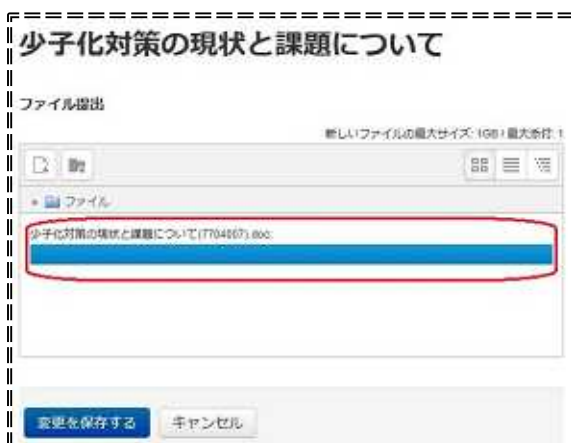 少子化対策の現状と課題について
ファイル提出
新しいファイルの最大サイズ: 1GB / 最大添付: 1
ファイル
少子化対策の現状と課題について(7704007).doc
変更を保存する
キャンセル